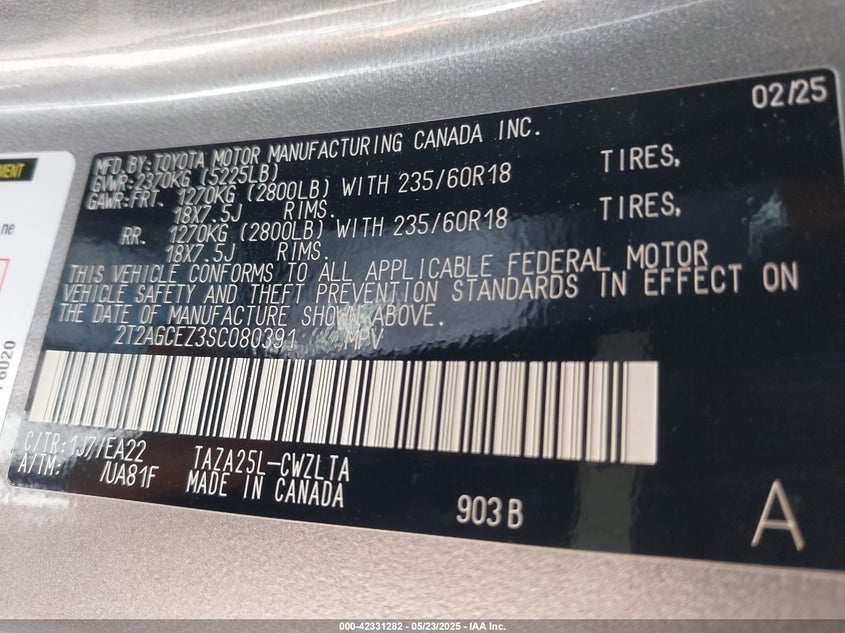 02/25
MFD.BY:TOYOTA MOTOR MANUFACTURING CANADA INC.
GVWR:2370KG (5225LB)
GAWR:FRT. 1270KG (2800LB) WITH 235/60R18 TIRES,
18X7.5J RIMS.
RR. 1270KG (2800LB) WITH 235/60R18 TIRES,
18X7.5J RIMS.
THIS VEHICLE CONFORMS TO ALL APPLICABLE FEDERAL MOTOR
VEHICLE SAFETY AND THEFT PREVENTION STANDARDS IN EFFECT ON
THE DATE OF MANUFACTURE SHOWN ABOVE.
2T2AGCEZ3SC080391 MPV
C/TR:1J7/EA22 TAZA25L-CWZLTA
A/TM: /UA81F MADE IN CANADA
903B
A
000-42331282 - 05/23/2025 - IAA Inc.